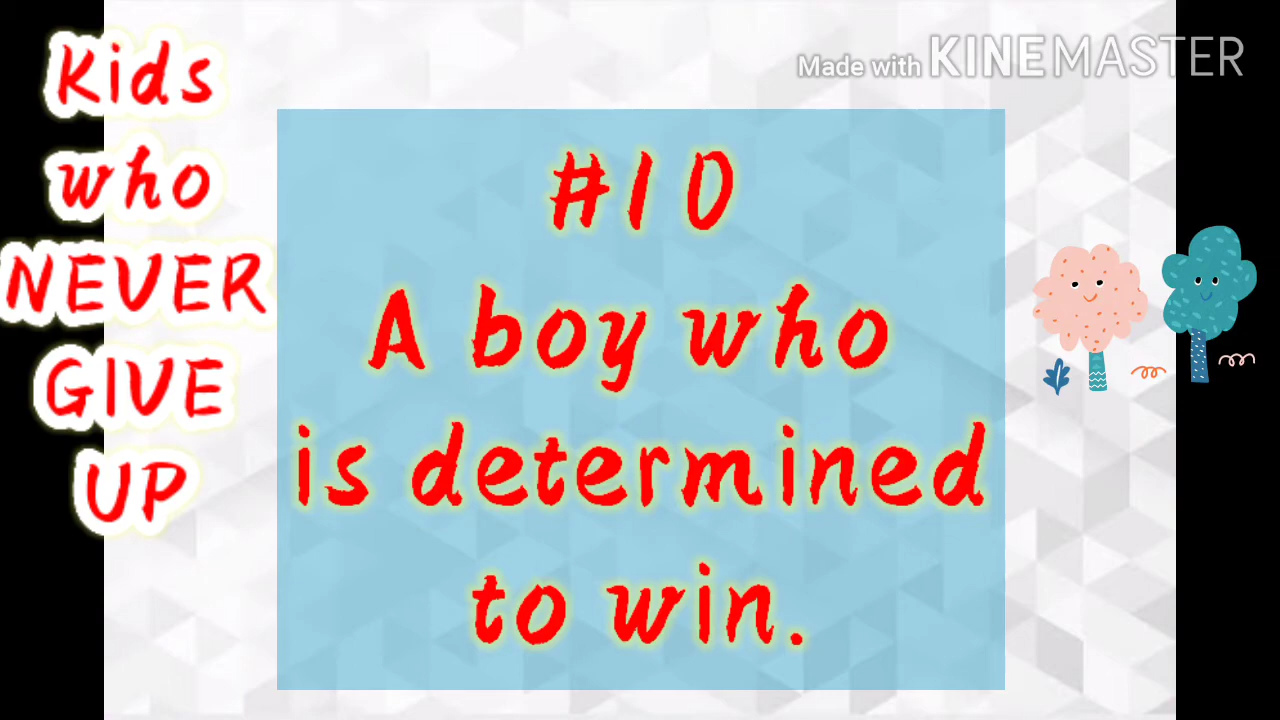 Kids
who
NEVER
GIVE
UP
Made with KINEMASTER
#10
A boy who
is determined
to win.